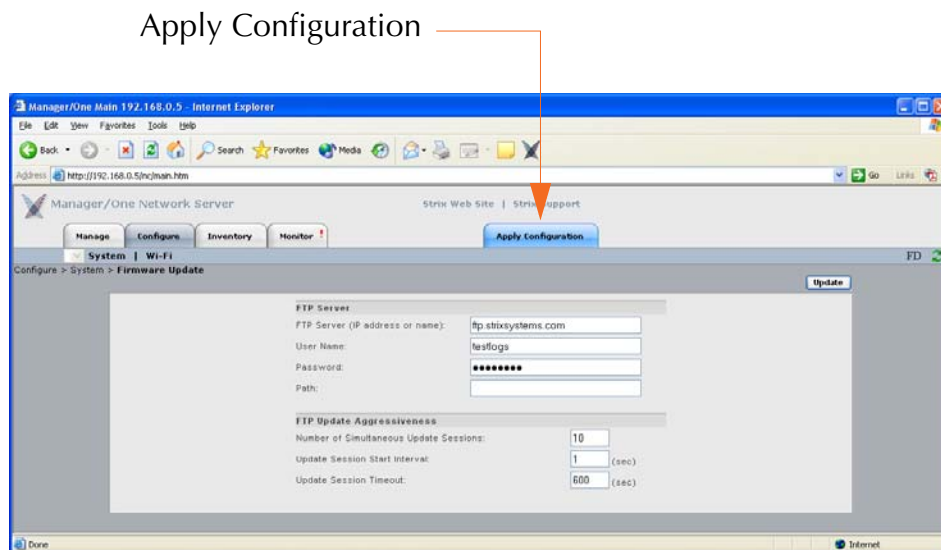 Apply Configuration
Manager/One Main 192.168.0.5 - Internet Explorer
File Edit View Favorites Tools Help
Back Search Favorites Media
Address http://192.168.0.5/nc/main.htm Go Links
Manager/One Network Server Strix Web Site | Strix Support
Manage Configure Inventory Monitor ! Apply Configuration
System | Wi-Fi FD
Configure > System > Firmware Update
Update
FTP Server
FTP Server (IP address or name): ftp.strixsystems.com
User Name: testlogs
Password: ●●●●●●●●
Path:
FTP Update Aggressiveness
Number of Simultaneous Update Sessions: 10
Update Session Start Interval: 1 (sec)
Update Session Timeout: 600 (sec)
Done Internet